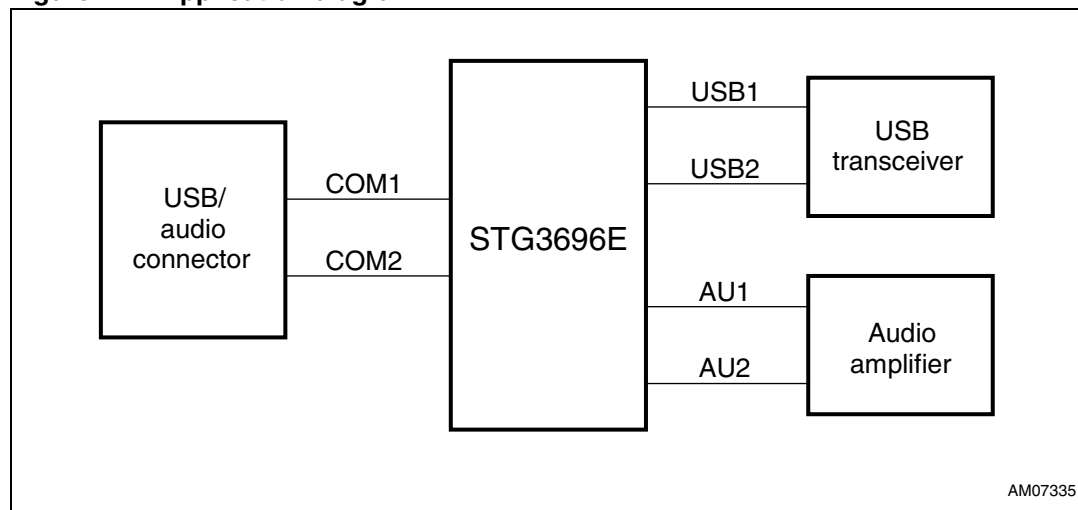 USB/
audio
connector
COM1
COM2
STG3696E
USB1
USB2
USB
transceiver
AU1
AU2
Audio
amplifier
AM07335